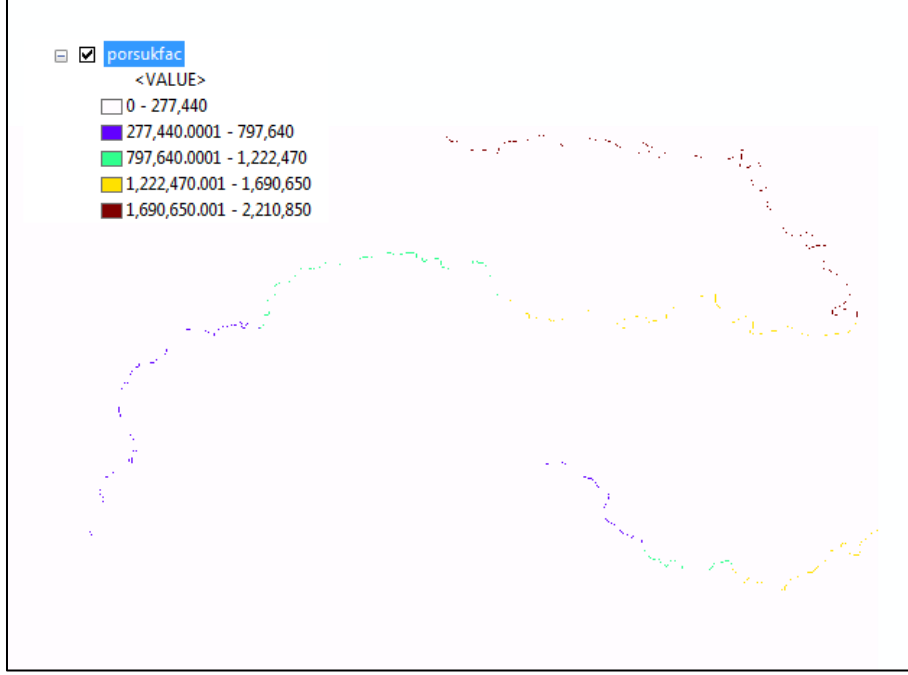 porsukfac
<VALUE>
0 - 277,440
277,440.0001 - 797,640
797,640.0001 - 1,222,470
1,222,470.001 - 1,690,650
1,690,650.001 - 2,210,850